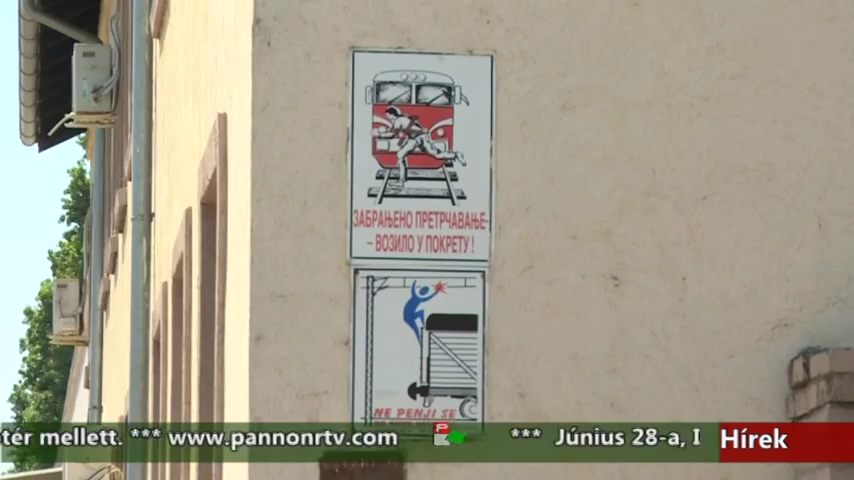 ЗАБРАЊЕНО ПРЕТРЧАВАЊЕ-
– ВОЗИЛО У ПОКРЕТУ !
NE PENJI SE
tér mellett. *** www.pannonrtv.com *** Június 28-a, I
Hírek